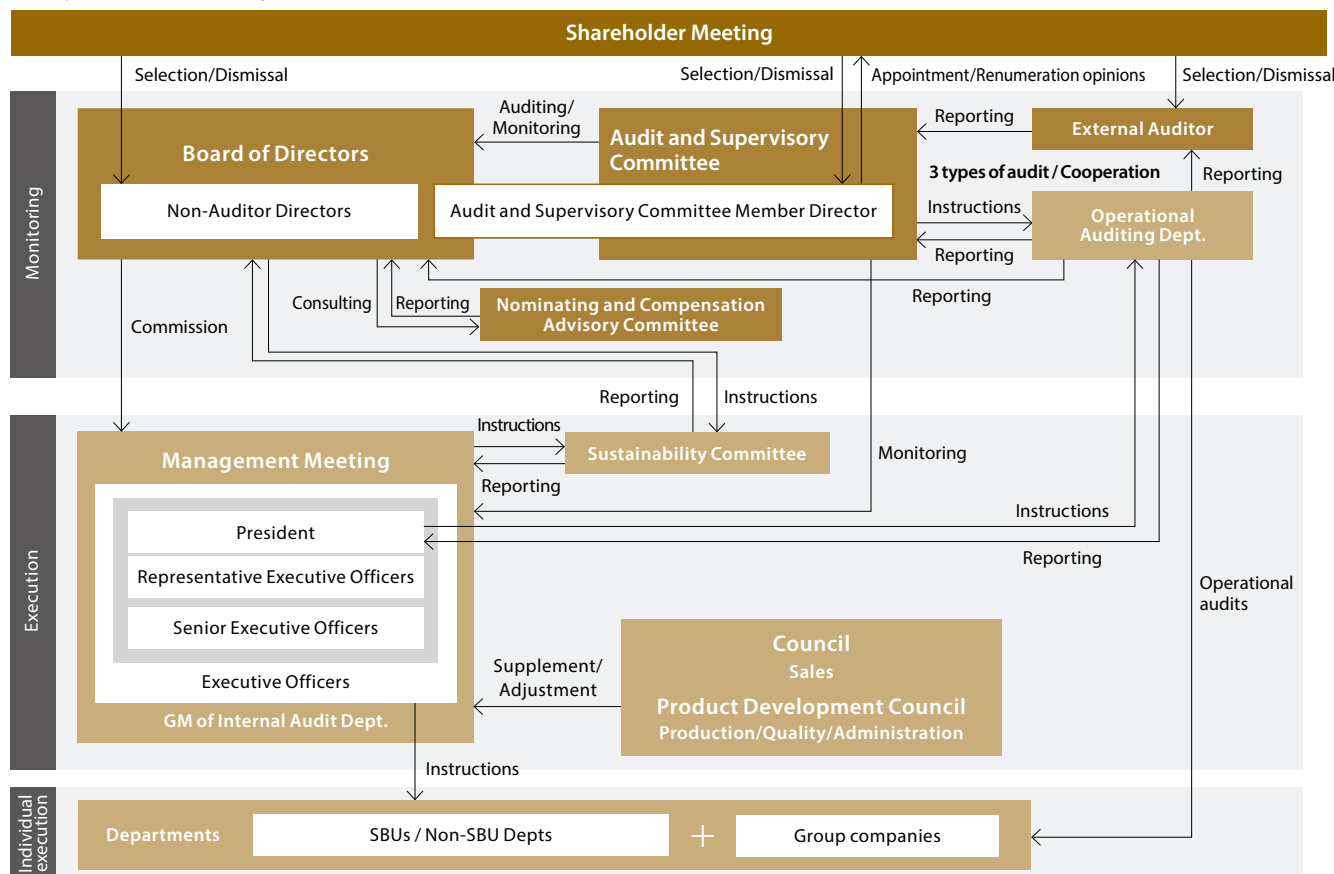 Shareholder Meeting
Selection/Dismissal
Selection/Dismissal
Appointment/Renumeration opinions
Selection/Dismissal
Monitoring
Board of Directors
Non-Auditor Directors
Auditing/
Monitoring
Audit and Supervisory
Committee
Audit and Supervisory Committee Member Director
Reporting
External Auditor
3 types of audit / Cooperation
Reporting
Instructions
Operational
Auditing Dept.
Reporting
Reporting
Commission
Consulting
Reporting
Nominating and Compensation
Advisory Committee
Reporting
Instructions
Execution
Management Meeting
Instructions
Sustainability Committee
Reporting
Monitoring
President
Instructions
Reporting
Representative Executive Officers
Senior Executive Officers
Executive Officers
GM of Internal Audit Dept.
Supplement/
Adjustment
Council
Sales
Product Development Council
Production/Quality/Administration
Operational
audits
Instructions
Individual
execution
Departments
SBUs / Non-SBU Depts
+
Group companies